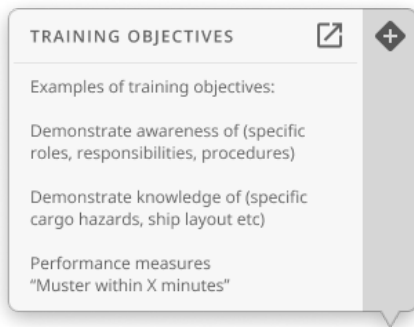 TRAINING OBJECTIVES
Examples of training objectives:
Demonstrate awareness of (specific
roles, responsibilities, procedures)
Demonstrate knowledge of (specific
cargo hazards, ship layout etc)
Performance measures
“Muster within X minutes”